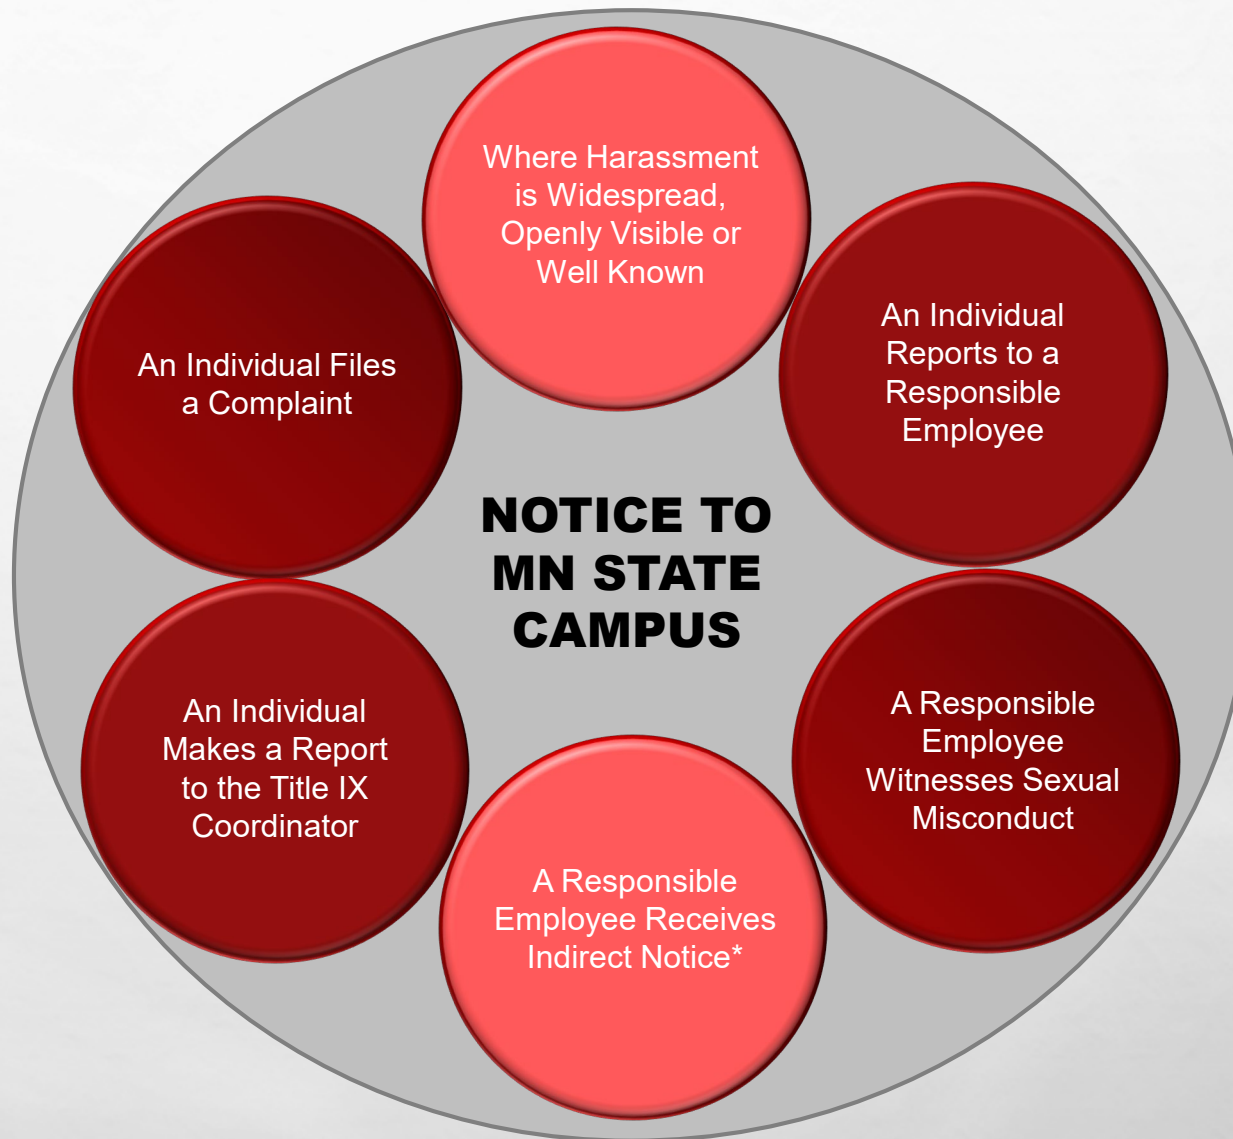 Where Harassment
is Widespread,
Openly Visible or
Well Known
An Individual
Reports to a
Responsible
Employee
A Responsible
Employee
Witnesses Sexual
Misconduct
A Responsible
Employee Receives
Indirect Notice*
An Individual
Makes a Report
to the Title IX
Coordinator
An Individual Files
a Complaint
NOTICE TO
MN STATE
CAMPUS